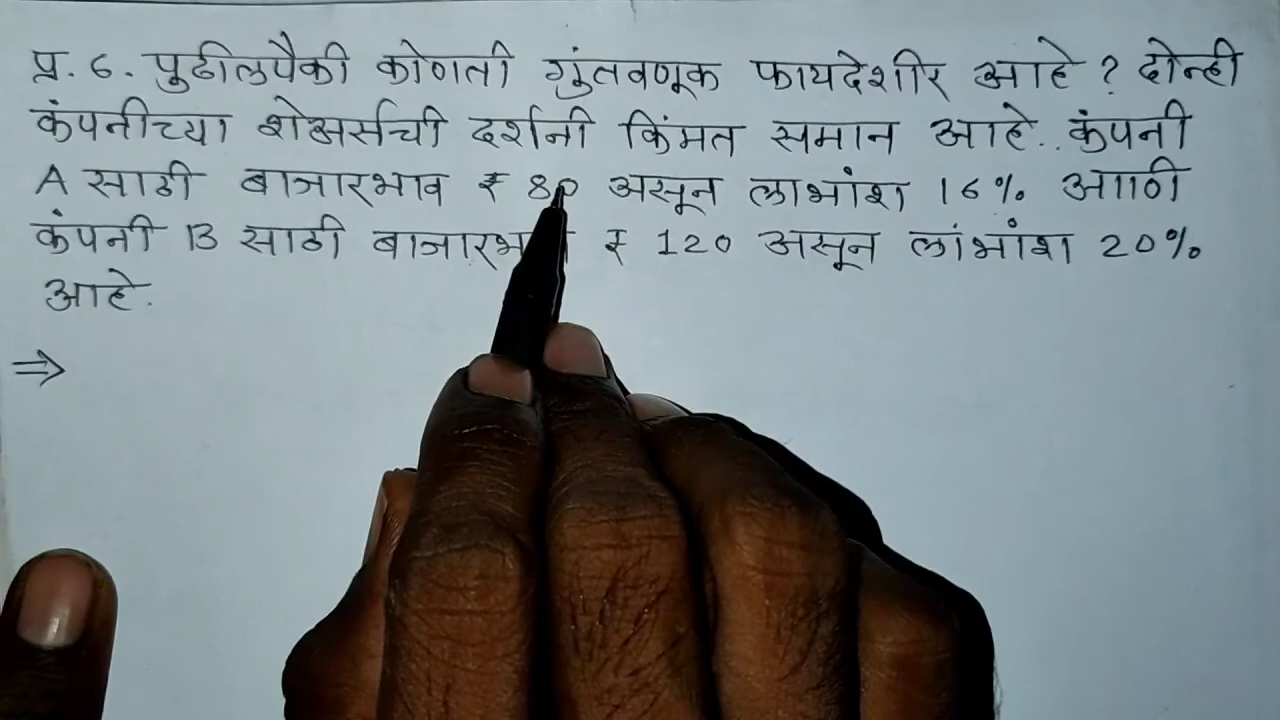 प्र. 6. पुढीलपैकी कोणती गुंतवणूक फायदेशीर आहे ? दोन्ही
कंपनीच्या शेअर्सची दर्शनी किंमत समान आहे.. कंपनी
A साठी बाजारभाव ₹ 80 असून लाभांश 16% आाठी
कंपनी B साठी बाजारभाव ₹ 120 असून लांभांश 20%
आहे.
⇒